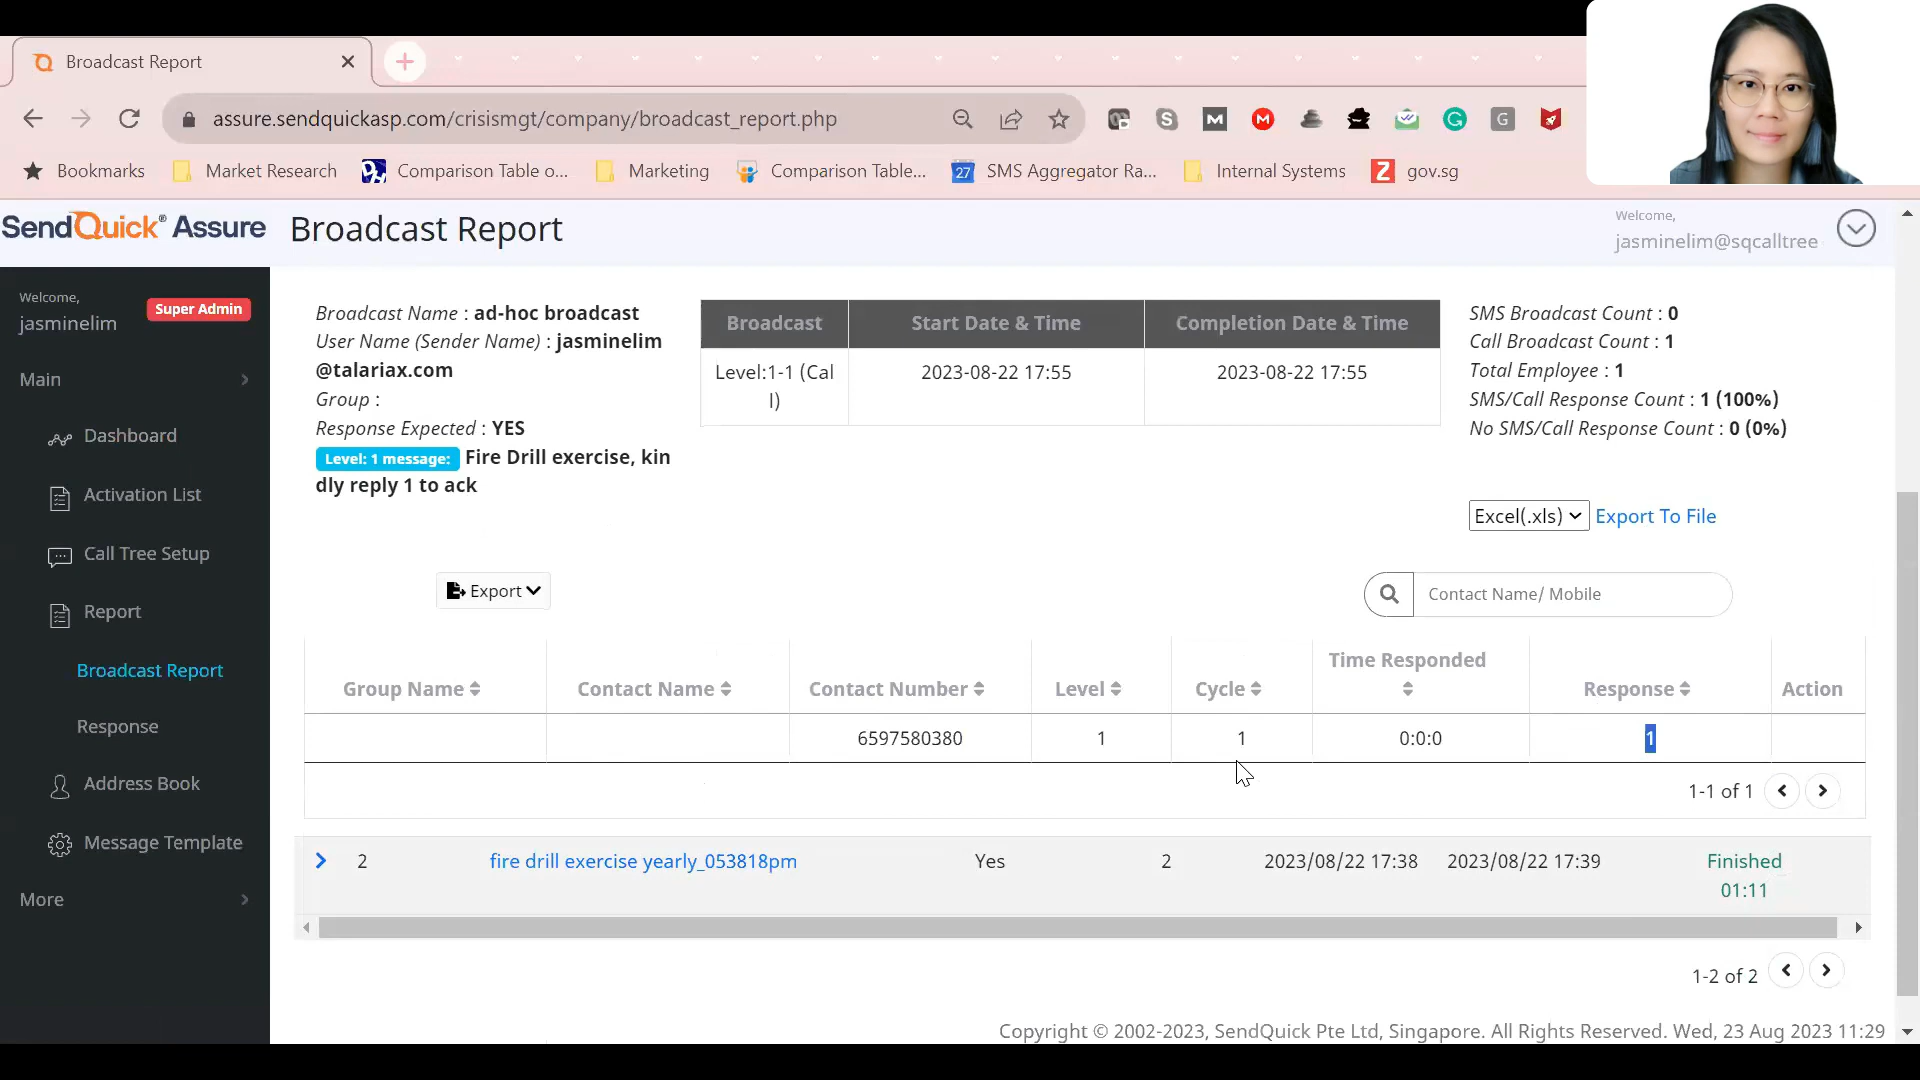 Broadcast Report
assure.sendquickasp.com/crisismgt/company/broadcast_report.php
Bookmarks
Market Research
Comparison Table o...
Marketing
Comparison Table...
27
SMS Aggregator Ra...
Internal Systems
gov.sg
SendQuick® Assure
Broadcast Report
Welcome,
jasminelim@sqcalltree
Welcome,
jasminelim
Super Admin
Main
Dashboard
Activation List
Call Tree Setup
Report
Broadcast Report
Response
Address Book
Message Template
More
Broadcast Name : ad-hoc broadcast
User Name (Sender Name) : jasminelim
@talariax.com
Group :
Response Expected : YES
Level: 1 message: Fire Drill exercise, kin
dly reply 1 to ack
Broadcast Start Date & Time Completion Date & Time
Level:1-1 (Cal 2023-08-22 17:55 2023-08-22 17:55
l)
SMS Broadcast Count : 0
Call Broadcast Count : 1
Total Employee : 1
SMS/Call Response Count : 1 (100%)
No SMS/Call Response Count : 0 (0%)
Excel(.xls) Export To File
Export
Contact Name/ Mobile
Time Responded
Group Name Contact Name Contact Number Level Cycle Response Action
6597580380 1 1 0:0:0 1
1-1 of 1
2 fire drill exercise yearly_053818pm Yes 2 2023/08/22 17:38 2023/08/22 17:39 Finished
01:11
1-2 of 2
Copyright © 2002-2023, SendQuick Pte Ltd, Singapore. All Rights Reserved. Wed, 23 Aug 2023 11:29